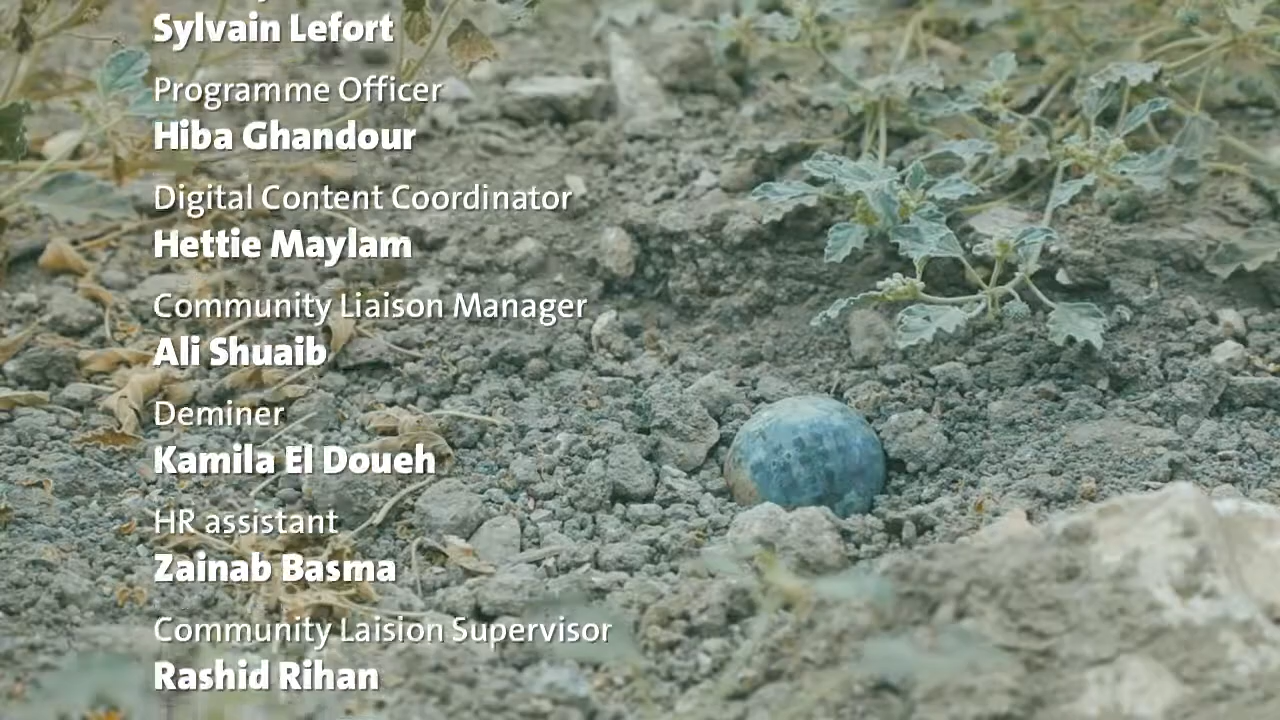 Sylvain Lefort
Programme Officer
Hiba Ghandour
Digital Content Coordinator
Hettie Maylam
Community Liaison Manager
Ali Shuaib
Deminer
Kamila El Doueh
HR assistant
Zainab Basma
Community Laision Supervisor
Rashid Rihan